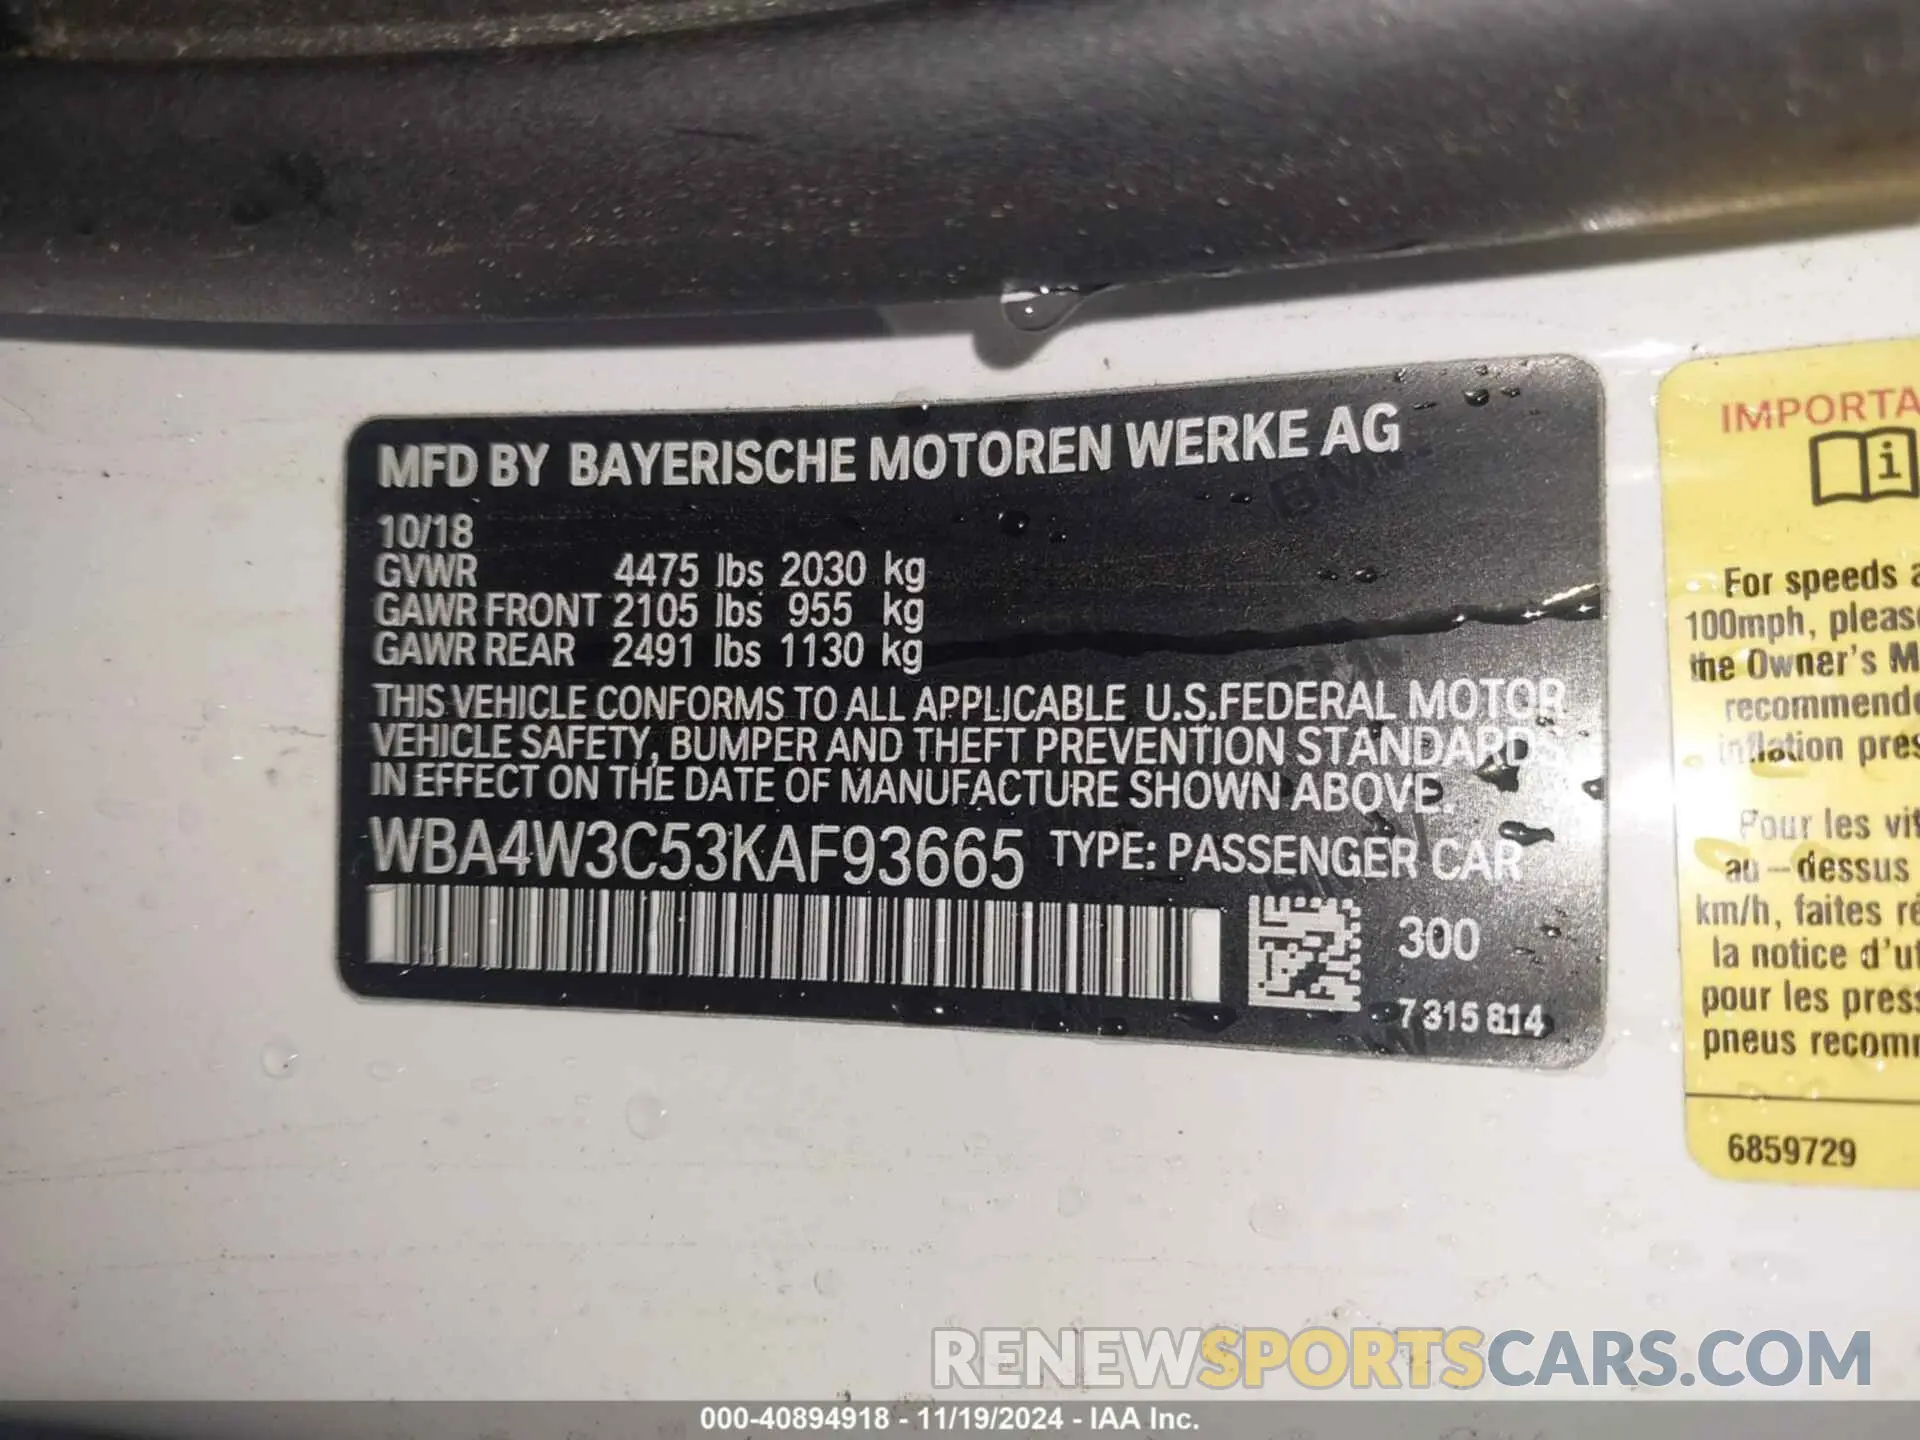 MFD BY BAYERISCHE MOTOREN WERKE AG
10/18
GVWR 4475 lbs 2030 kg
GAWR FRONT 2105 lbs 955 kg
GAWR REAR 2491 lbs 1130 kg
THIS VEHICLE CONFORMS TO ALL APPLICABLE U.S.FEDERAL MOTOR
VEHICLE SAFETY, BUMPER AND THEFT PREVENTION STANDARDS
IN EFFECT ON THE DATE OF MANUFACTURE SHOWN ABOVE.
WBA4W3C53KAF93665 TYPE: PASSENGER CAR
300
7 315 814
IMPORTA
i
For speeds a
100mph, please
the Owner's M
recommende
inflation pres
Pour les vit
au-dessus
km/h, faites ré
la notice d'ut
pour les press
pneus recomm
6859729
RENEWSPORTSCARS.COM
000-40894918 - 11/19/2024 - IAA Inc.